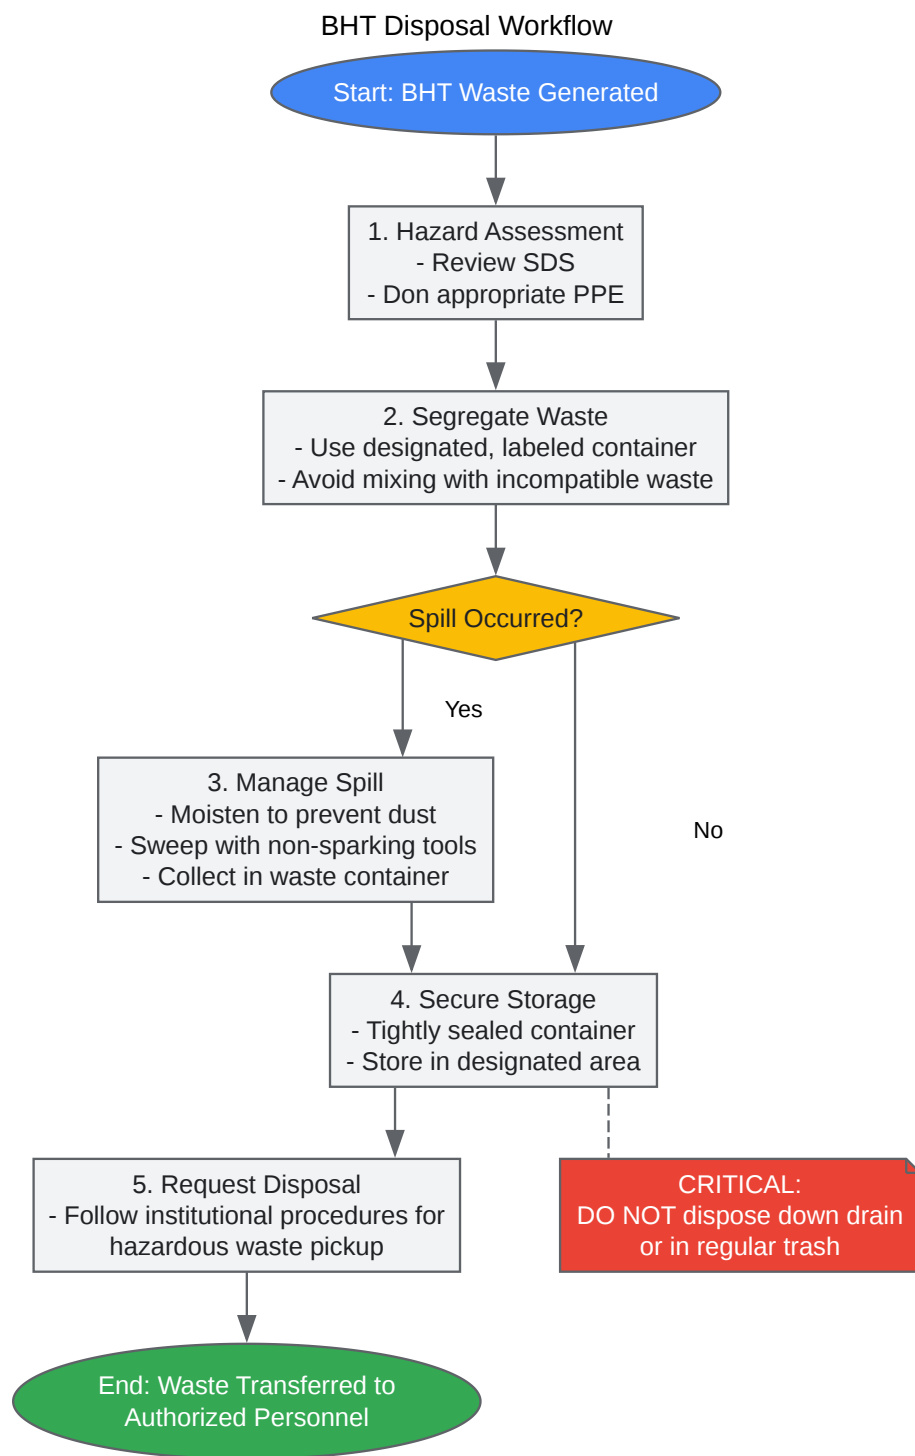 BHT Disposal Workflow
Start: BHT Waste Generated
1. Hazard Assessment
- Review SDS
- Don appropriate PPE
2. Segregate Waste
- Use designated, labeled container
- Avoid mixing with incompatible waste
Spill Occurred?
Yes
No
3. Manage Spill
- Moisten to prevent dust
- Sweep with non-sparking tools
- Collect in waste container
4. Secure Storage
- Tightly sealed container
- Store in designated area
5. Request Disposal
- Follow institutional procedures for
hazardous waste pickup
CRITICAL:
DO NOT dispose down drain
or in regular trash
End: Waste Transferred to
Authorized Personnel